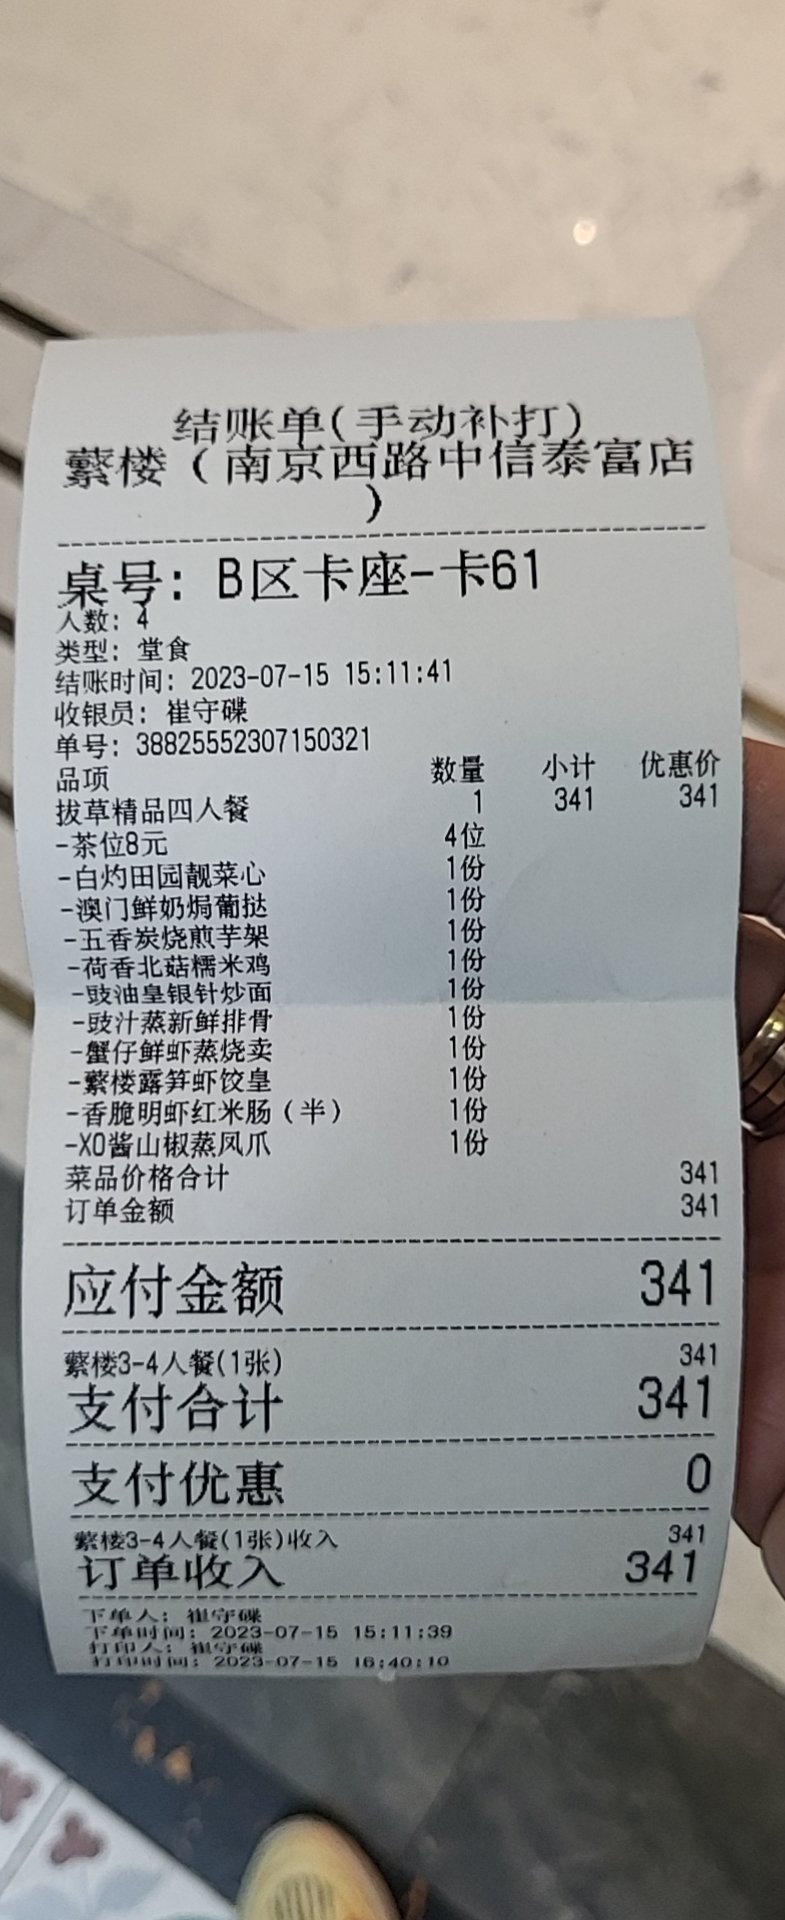 结账单(手动补打)
蘩楼（南京西路中信泰富店
）
桌号: B区卡座-卡61
人数: 4
类型: 堂食
结账时间: 2023-07-15 15:11:41
收银员: 崔守碟
单号: 38825552307150321
品项 数量 小计 优惠价
拔草精品四人餐 1 341 341
-茶位8元 4位
-白灼田园靓菜心 1份
-澳门鲜奶焗葡挞 1份
-五香炭烧煎芋架 1份
-荷香北菇糯米鸡 1份
-豉油皇银针炒面 1份
-豉汁蒸新鲜排骨 1份
-蟹仔鲜虾蒸烧卖 1份
-蘩楼露笋虾饺皇 1份
-香脆明虾红米肠（半） 1份
-XO酱山椒蒸凤爪 1份
菜品价格合计 341
订单金额 341
应付金额 341
蘩楼3-4人餐(1张) 341
支付合计 341
支付优惠 0
蘩楼3-4人餐(1张)收入 341
订单收入 341
下单人: 崔守碟
下单时间: 2023-07-15 15:11:39
打印人: 崔守碟
打印时间: 2023-07-15 16:40:10